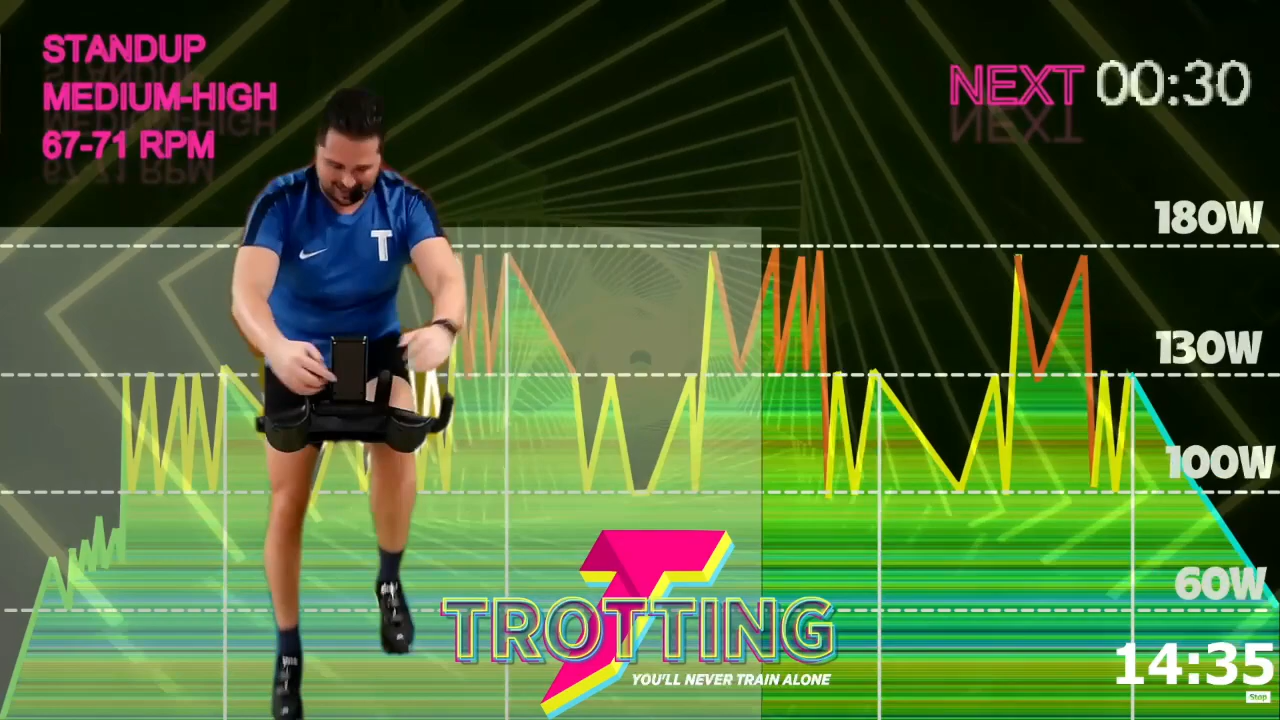 STANDUP
MEDIUM-HIGH
67-71 RPM
NEXT 00:30
180W
130W
100W
60W
T
TROTTING
YOU'LL NEVER TRAIN ALONE
14:35
Stop